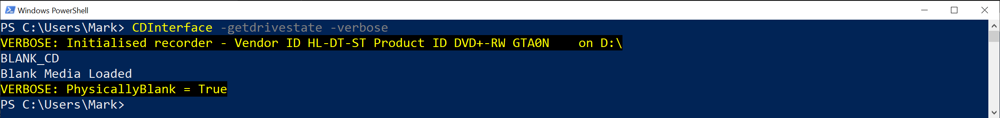 Windows PowerShell
PS C:\Users\Mark> CDInterface -getdrivestate -verbose
VERBOSE: Initialised recorder - Vendor ID HL-DT-ST Product ID DVD+-RW GTA0N    on D:\
BLANK_CD
Blank Media Loaded
VERBOSE: PhysicallyBlank = True
PS C:\Users\Mark>